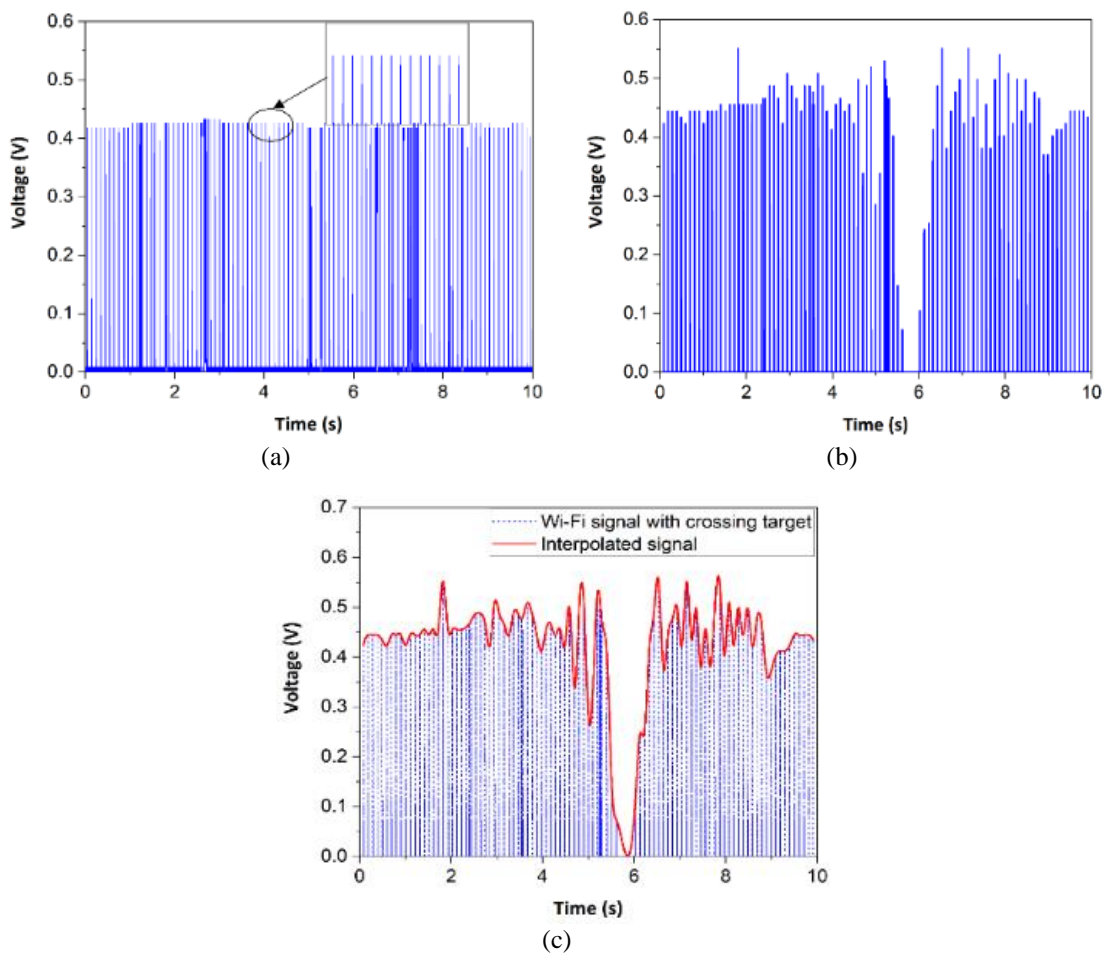 0.6
0.5
0.4
0.3
0.2
0.1
0.0
Voltage (V)
0 2 4 6 8 10
Time (s)
(a)
0.6
0.5
0.4
0.3
0.2
0.1
0.0
Voltage (V)
0 2 4 6 8 10
Time (s)
(b)
0.7
0.6
0.5
0.4
0.3
0.2
0.1
0.0
Voltage (V)
Wi-Fi signal with crossing target
Interpolated signal
0 2 4 6 8 10
Time (s)
(c)